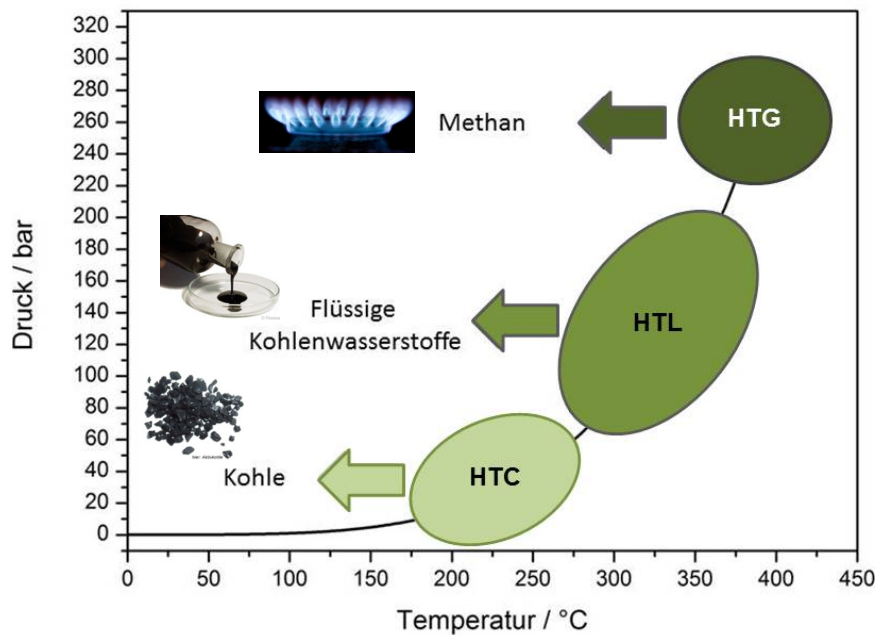 320
300
280
260
240
220
200
180
160
140
120
100
80
60
40
20
0
Druck / bar
Methan
HTG
Flüssige
Kohlenwasserstoffe
HTL
Kohle
HTC
0 50 100 150 200 250 300 350 400 450
Temperatur / °C